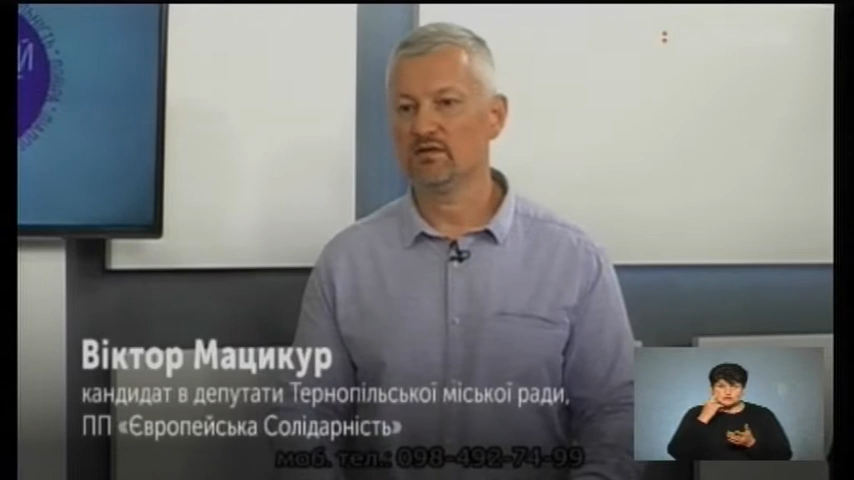 Віктор Мацикур
кандидат в депутати Тернопільської міської ради,
ПП «Європейська Солідарність»
моб. тел.: 098-492-74-99